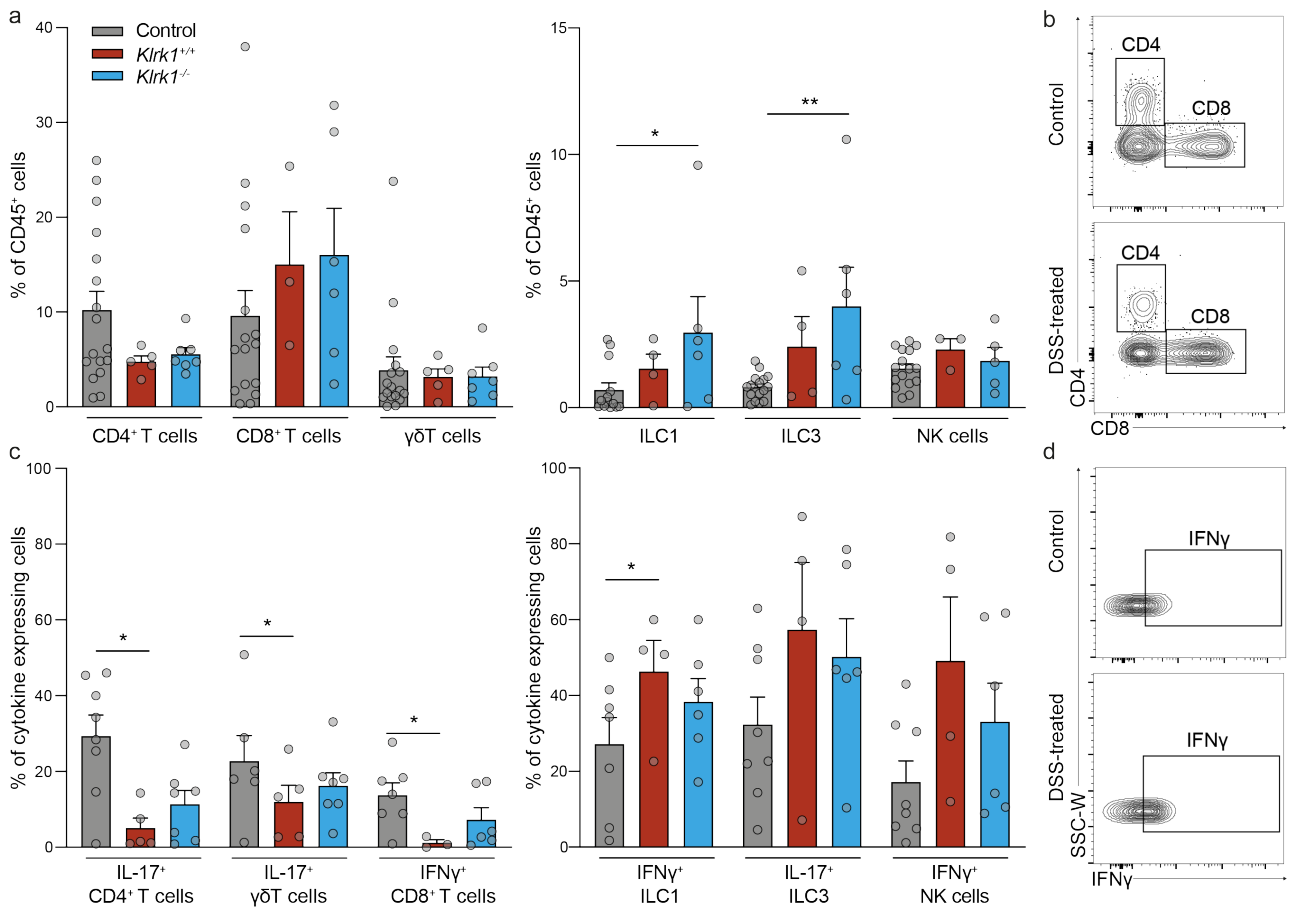 a
40
30
20
10
0
% of CD45⁺ cells
Control
Klrk1⁺/⁺
Klrk1⁻/⁻
CD4⁺ T cells
CD8⁺ T cells
γδT cells
15
10
5
0
% of CD45⁺ cells
*
**
ILC1
ILC3
NK cells
b
Control
CD4
CD8
DSS-treated
CD4
CD8
CD4
CD8
c
100
80
60
40
20
0
% of cytokine expressing cells
*
*
*
IL-17⁺
CD4⁺ T cells
IL-17⁺
γδT cells
IFNγ⁺
CD8⁺ T cells
100
80
60
40
20
0
% of cytokine expressing cells
*
IFNγ⁺
ILC1
IL-17⁺
ILC3
IFNγ⁺
NK cells
d
Control
IFNγ
DSS-treated
IFNγ
SSC-W
IFNγ